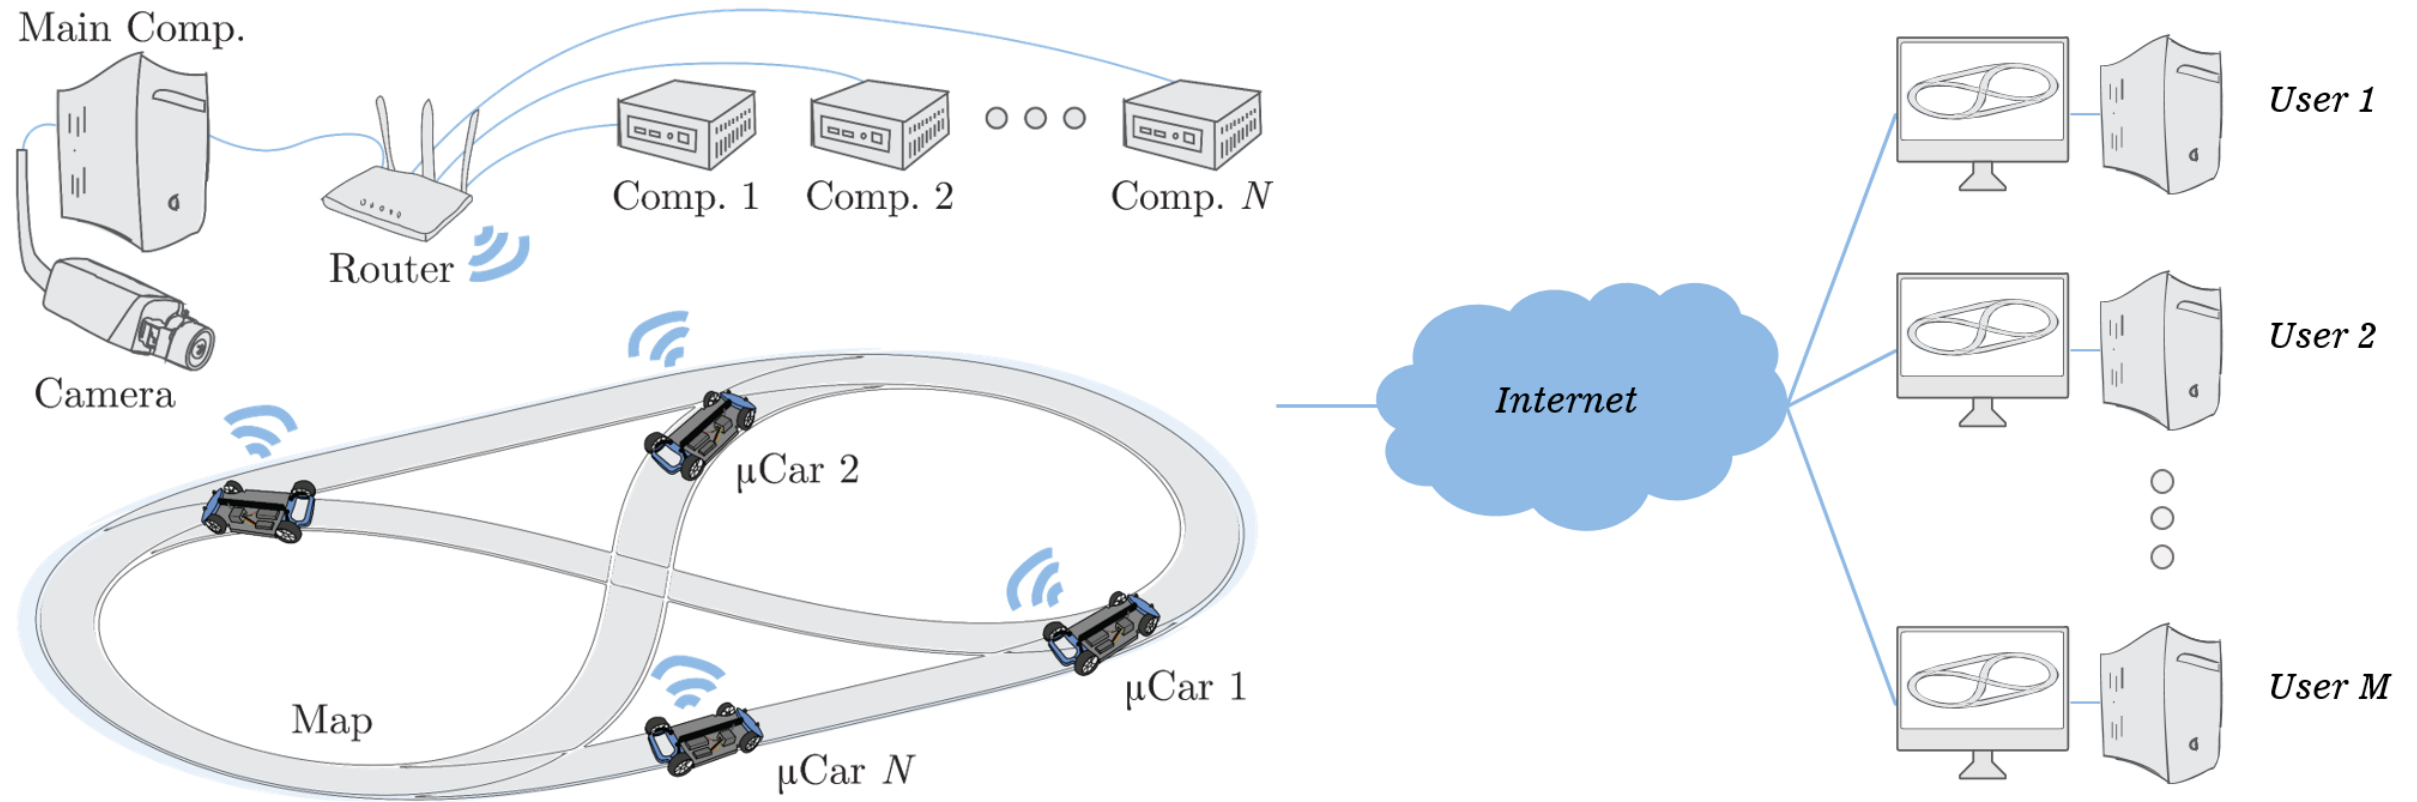 Main Comp.
Router
Comp. 1
Comp. 2
Comp. N
Camera
µCar 2
µCar 1
Map
µCar N
Internet
User 1
User 2
User M